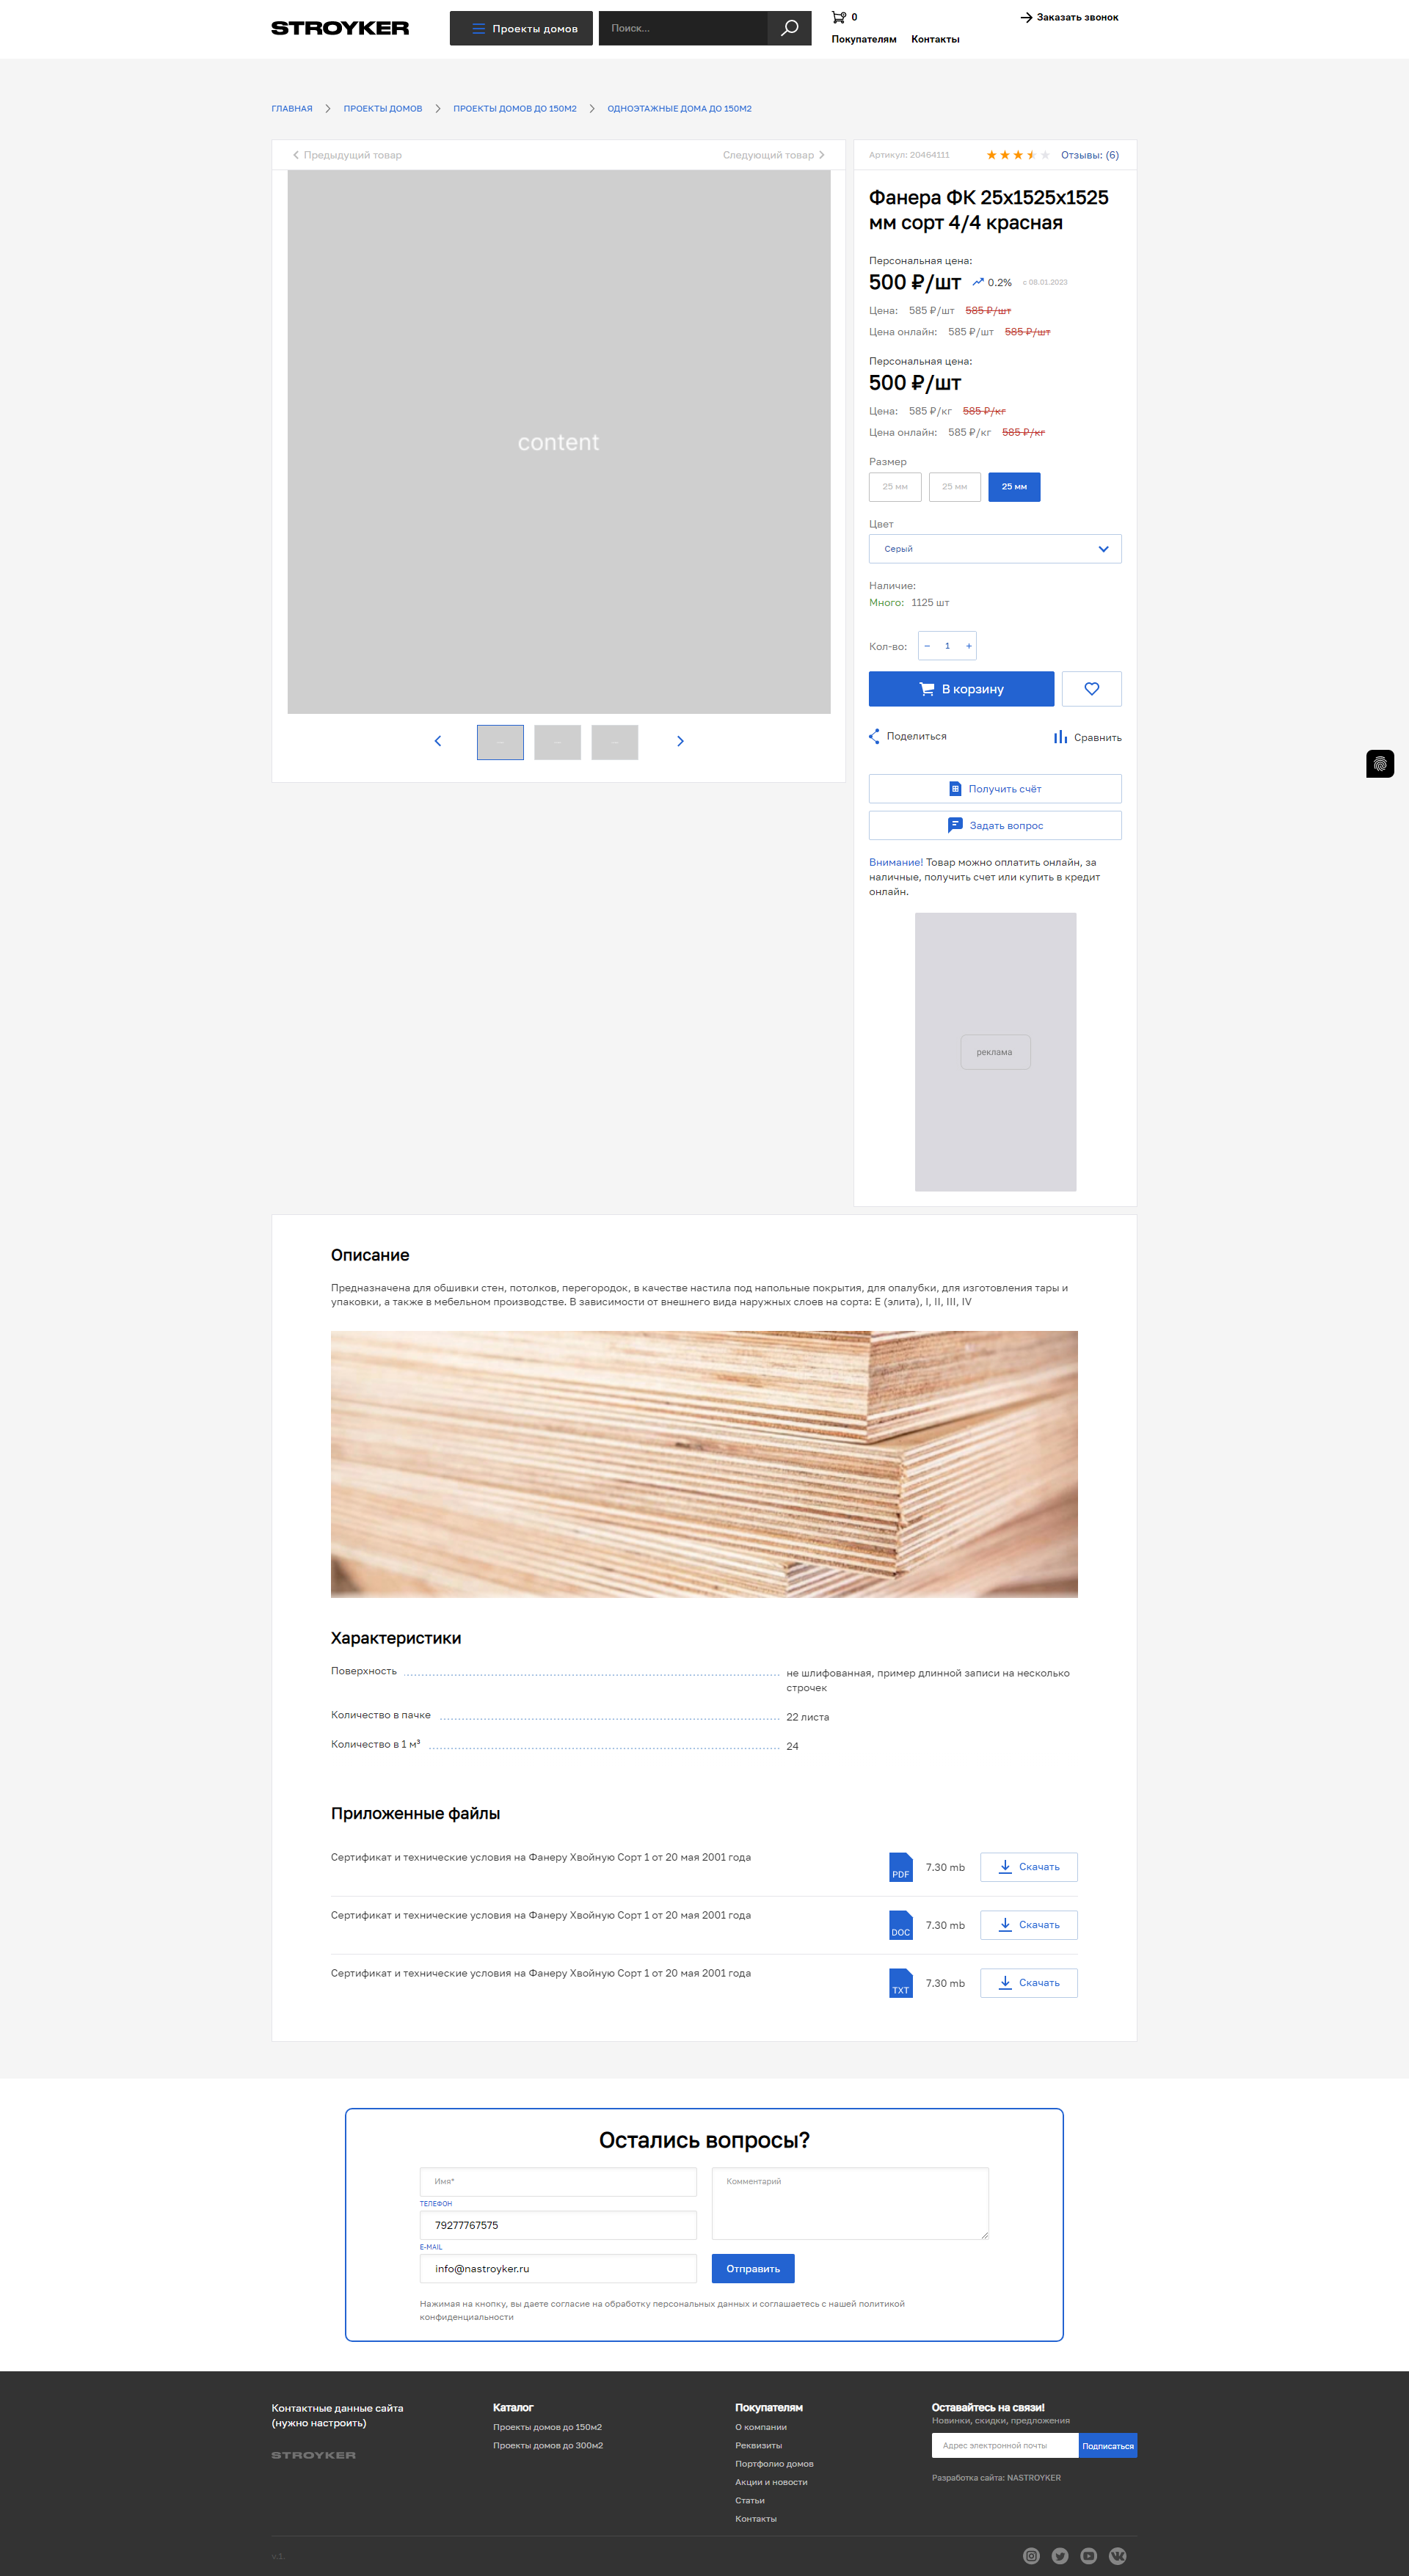 STROYKER
Проекты домов
Поиск...
0
Заказать звонок
Покупателям Контакты
ГЛАВНАЯ ПРОЕКТЫ ДОМОВ ПРОЕКТЫ ДОМОВ ДО 150М2 ОДНОЭТАЖНЫЕ ДОМА ДО 150М2
Предыдущий товар Следующий товар
content
Артикул: 20464111 Отзывы: (6)
Фанера ФК 25х1525х1525
мм сорт 4/4 красная
Персональная цена:
500 ₽/шт 0.2% с 08.01.2023
Цена: 585 ₽/шт 585 ₽/шт
Цена онлайн: 585 ₽/шт 585 ₽/шт
Персональная цена:
500 ₽/шт
Цена: 585 ₽/кг 585 ₽/кг
Цена онлайн: 585 ₽/кг 585 ₽/кг
Размер
25 мм 25 мм 25 мм
Цвет
Серый
Наличие:
Много: 1125 шт
Кол-во: − 1 +
В корзину
Поделиться Сравнить
Получить счёт
Задать вопрос
Внимание! Товар можно оплатить онлайн, за
наличные, получить счет или купить в кредит
онлайн.
реклама
Описание
Предназначена для обшивки стен, потолков, перегородок, в качестве настила под напольные покрытия, для опалубки, для изготовления тары и
упаковки, а также в мебельном производстве. В зависимости от внешнего вида наружных слоев на сорта: Е (элита), I, II, III, IV
Характеристики
Поверхность не шлифованная, пример длинной записи на несколько
строчек
Количество в пачке 22 листа
Количество в 1 м³ 24
Приложенные файлы
Сертификат и технические условия на Фанеру Хвойную Сорт 1 от 20 мая 2001 года PDF 7.30 mb Скачать
Сертификат и технические условия на Фанеру Хвойную Сорт 1 от 20 мая 2001 года DOC 7.30 mb Скачать
Сертификат и технические условия на Фанеру Хвойную Сорт 1 от 20 мая 2001 года TXT 7.30 mb Скачать
Остались вопросы?
Имя*
Комментарий
ТЕЛЕФОН
79277767575
E-MAIL
info@nastroyker.ru
Отправить
Нажимая на кнопку, вы даете согласие на обработку персональных данных и соглашаетесь с нашей политикой
конфиденциальности
Контактные данные сайта
(нужно настроить)
STROYKER
Каталог
Проекты домов до 150м2
Проекты домов до 300м2
Покупателям
О компании
Реквизиты
Портфолио домов
Акции и новости
Статьи
Контакты
Оставайтесь на связи!
Новинки, скидки, предложения
Адрес электронной почты Подписаться
Разработка сайта: NASTROYKER
v.1.